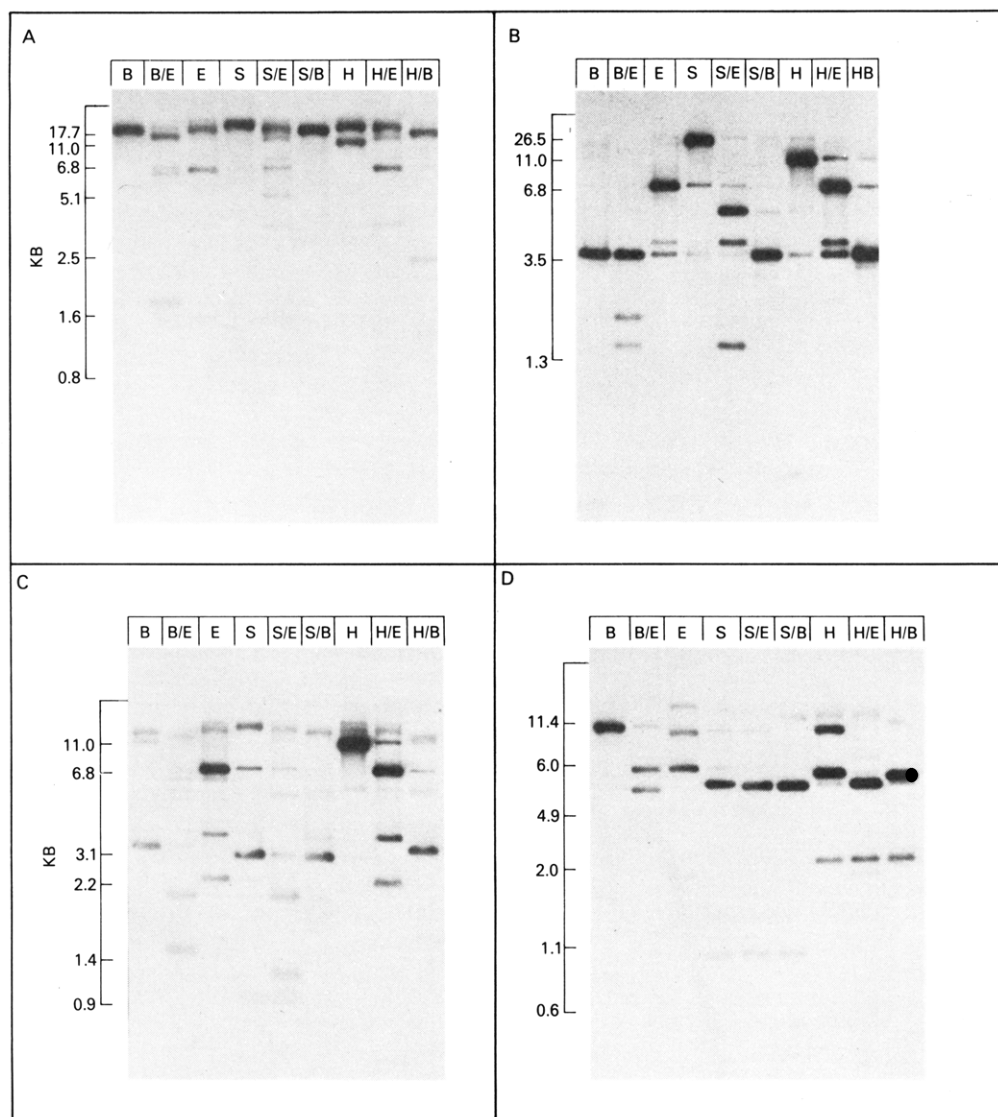 A
B B/E E S S/E S/B H H/E H/B
17.7
11.0
6.8
5.1
2.5
1.6
0.8
KB
B
B B/E E S S/E S/B H H/E HB
26.5
11.0
6.8
3.5
1.3
C
B B/E E S S/E S/B H H/E H/B
11.0
6.8
3.1
2.2
1.4
0.9
KB
D
B B/E E S S/E S/B H H/E H/B
11.4
6.0
4.9
2.0
1.1
0.6